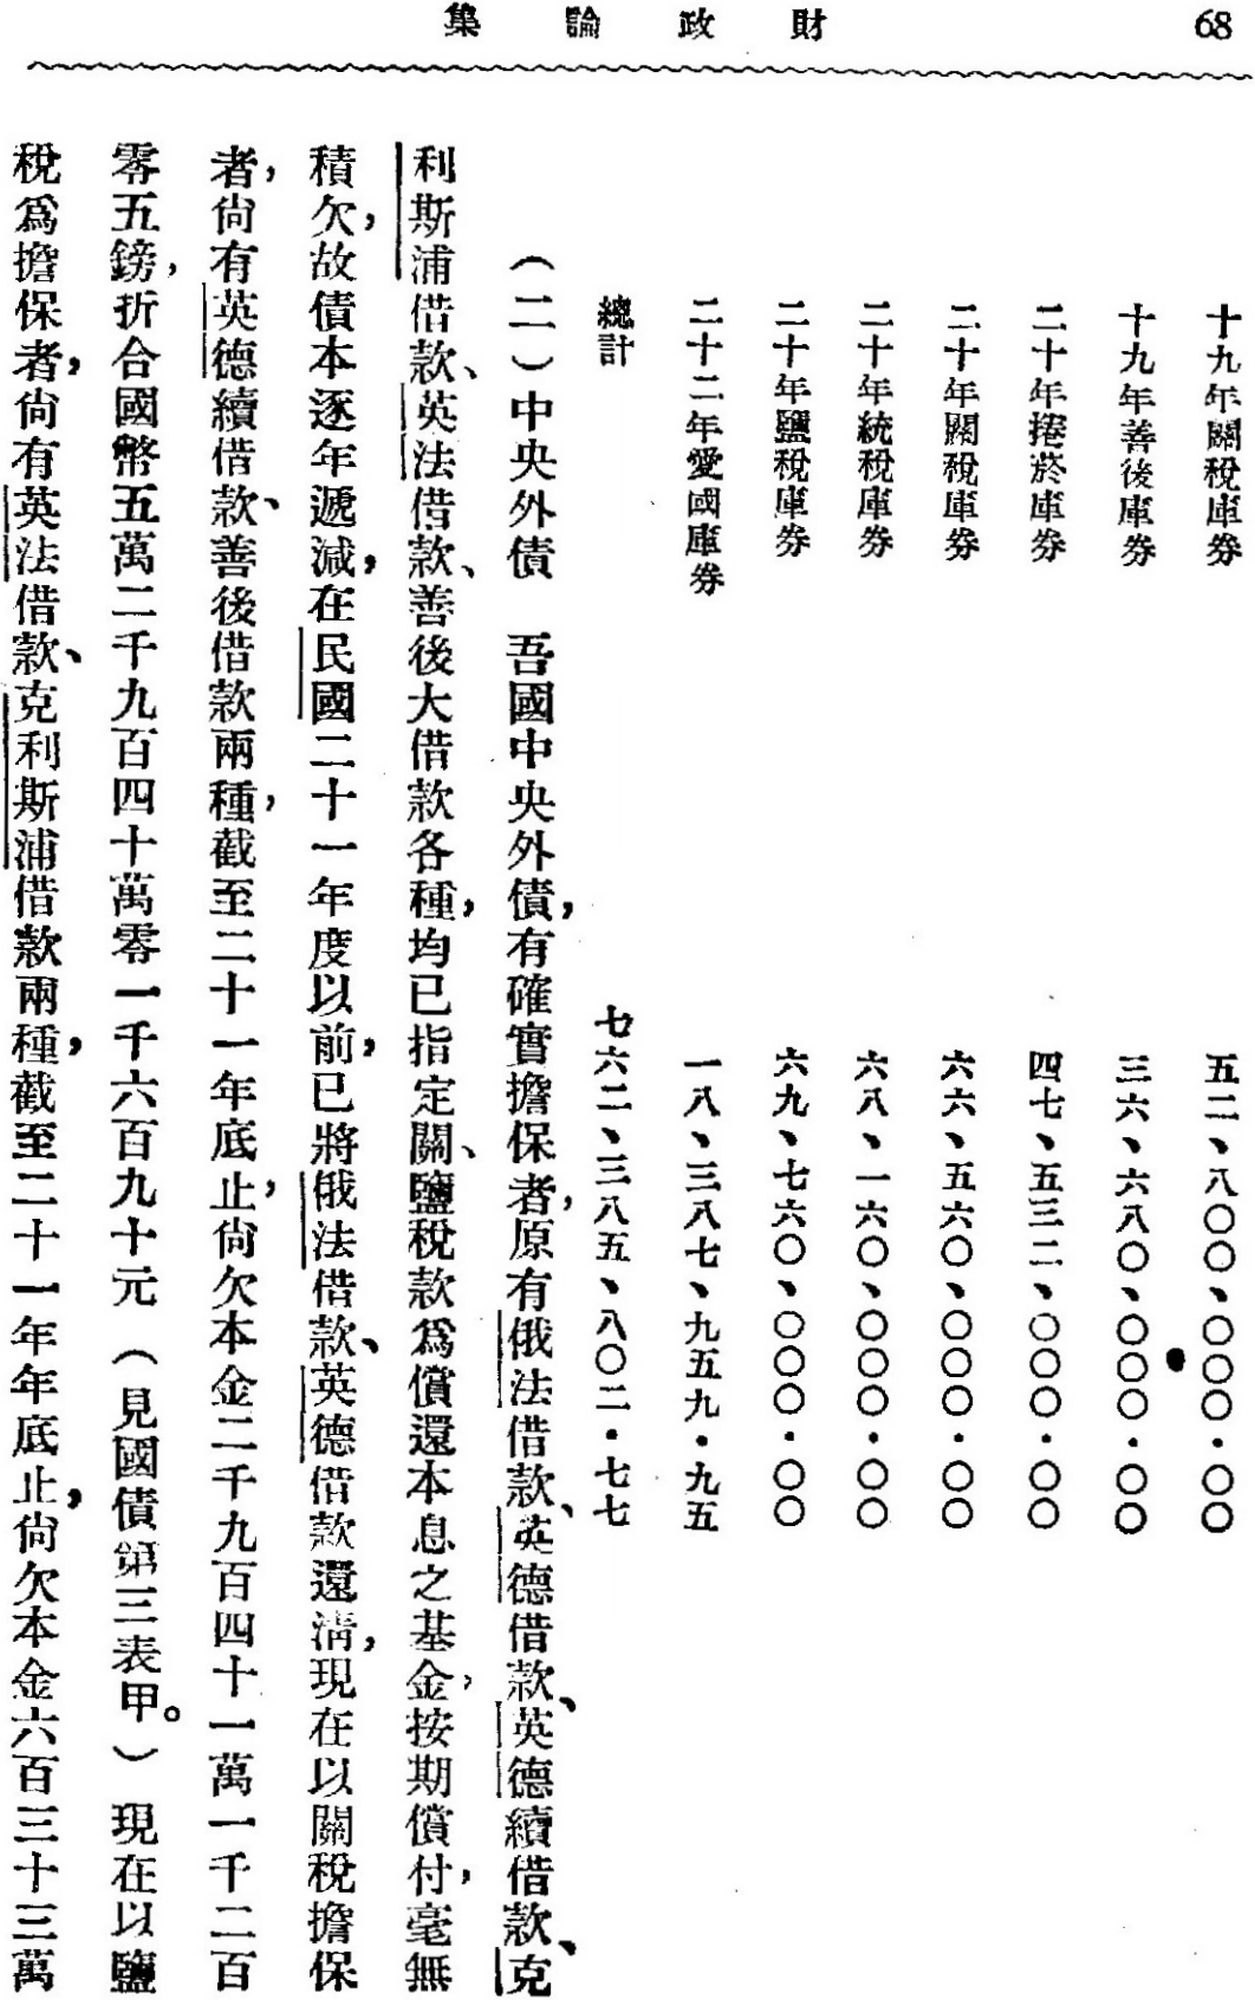 財政論集
68
十九年關稅庫券 五二、八〇〇、〇〇〇．〇〇
十九年善後庫券 三六、六八〇、〇〇〇．〇〇
二十年捲菸庫券 四七、五三二、〇〇〇．〇〇
二十年關稅庫券 六六、五六〇、〇〇〇．〇〇
二十年統稅庫券 六八、一六〇、〇〇〇．〇〇
二十年鹽稅庫券 六九、七六〇、〇〇〇．〇〇
二十二年愛國庫券 一八、三八七、九五九．九五
總計 七六二、三八五、八〇二．七七
（二）中央外債 吾國中央外債，有確實擔保者，原有俄法借款、英德借款、英德續借款、克
利斯浦借款、英法借款、善後大借款各種，均已指定關、鹽稅款爲償還本息之基金，按期償付，毫無
積欠，故債本逐年遞減，在民國二十一年度以前，已將俄法借款、英德借款還淸，現在以關稅擔保
者，尙有英德續借款、善後借款兩種，截至二十一年底止，尙欠本金二千九百四十一萬一千二百
零五鎊，折合國幣五萬二千九百四十萬零一千六百九十元（見國債第三表甲。）現在以鹽
稅爲擔保者，尙有英法借款、克利斯浦借款兩種，截至二十一年年底止，尙欠本金六百三十三萬